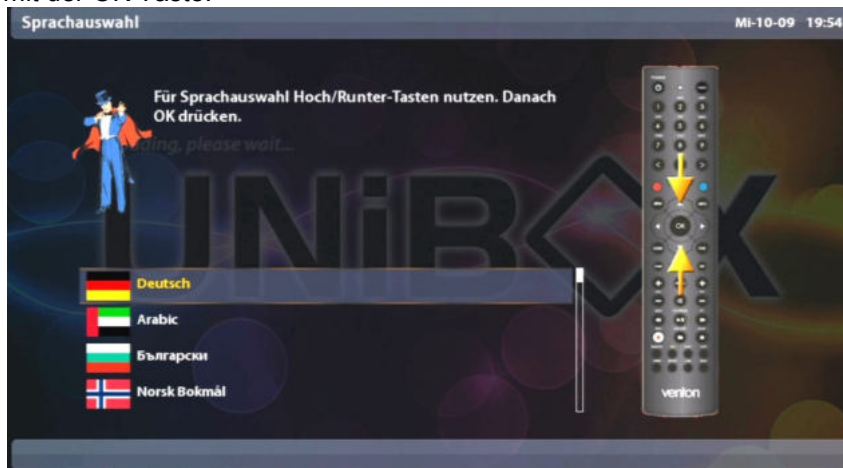 mit der OK-Taste.
Sprachauswahl
Mi-10-09 19:54
Für Sprachauswahl Hoch/Runter-Tasten nutzen. Danach
OK drücken.
please wait...
UNiBOX
Deutsch
Arabic
Български
Norsk Bokmål
OK
venton